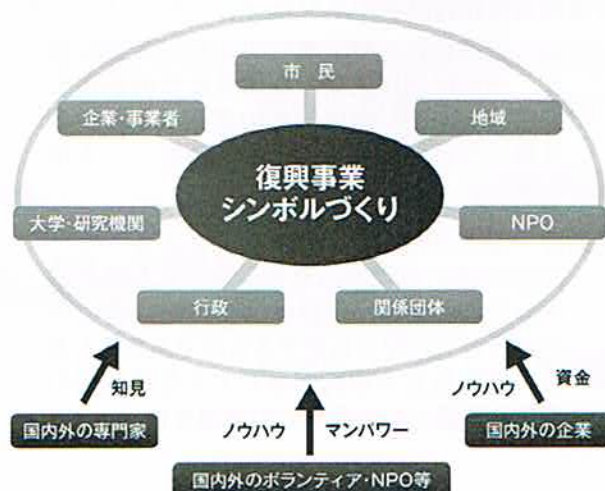 市 民
企業・事業者
地域
復興事業
シンボルづくり
大学・研究機関
NPO
行政
関係団体
知見
ノウハウ
資金
国内外の専門家
ノウハウ
マンパワー
国内外の企業
国内外のボランティア・NPO等